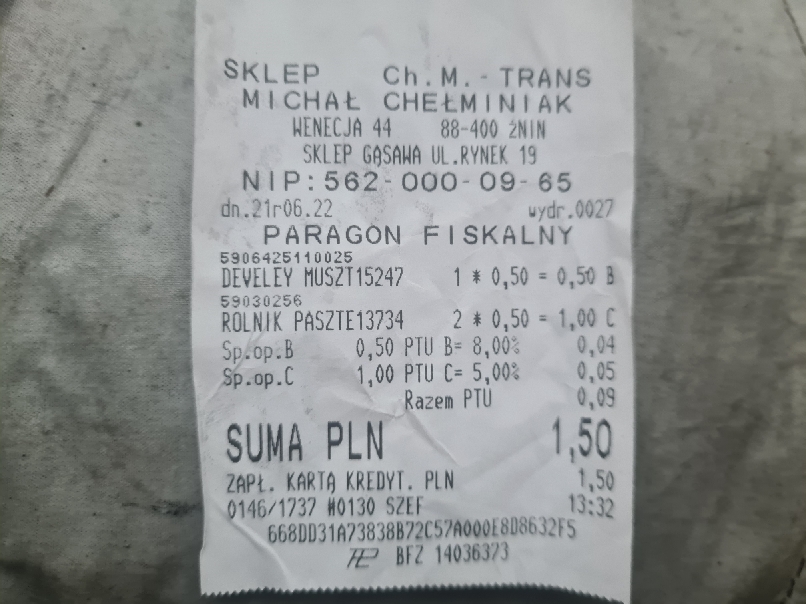 SKLEP Ch.M.-TRANS
MICHAŁ CHEŁMINIAK
WENECJA 44 88-400 ŻNIN
SKLEP GĄSAWA UL.RYNEK 19
NIP:562-000-09-65
dn.21r06.22 wydr.0027
PARAGON FISKALNY
5906425110025
DEVELEY MUSZT15247 1 * 0,50 = 0,50 B
59030256
ROLNIK PASZTE13734 2 * 0,50 = 1,00 C
Sp.op.B 0,50 PTU B= 8,00% 0,04
Sp.op.C 1,00 PTU C= 5,00% 0,05
Razem PTU 0,09
SUMA PLN 1,50
ZAPŁ. KARTĄ KREDYT. PLN 1,50
0146/1737 #0130 SZEF 13:32
668DD31A73838B72C57A000E8D8632F5
BFZ 14036373